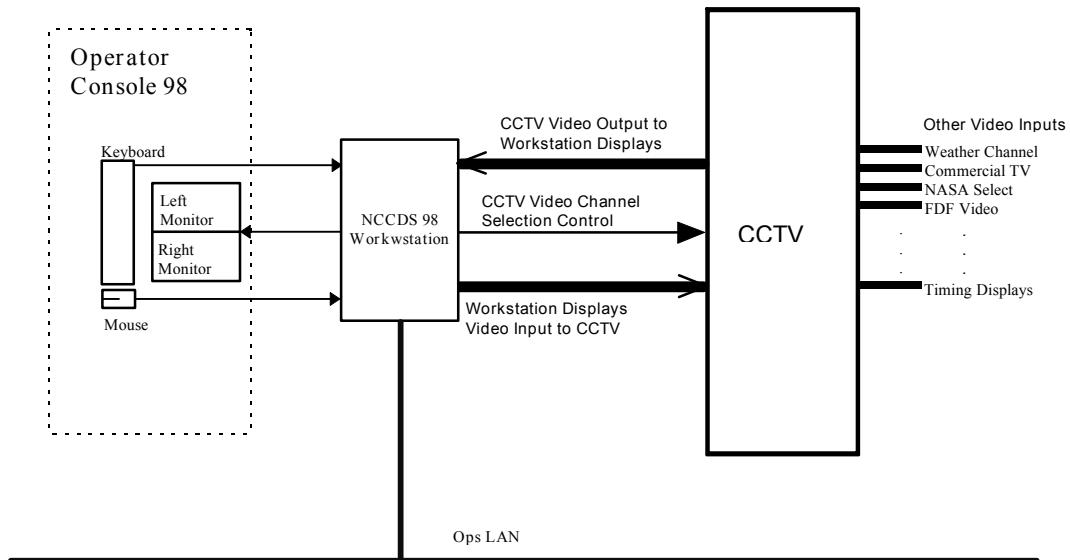 Operator
Console 98
Keyboard
Left
Monitor
Right
Monitor
Mouse
NCCDS 98
Workwstation
CCTV Video Output to
Workstation Displays
CCTV Video Channel
Selection Control
Workstation Displays
Video Input to CCTV
CCTV
Other Video Inputs
Weather Channel
Commercial TV
NASA Select
FDF Video
Timing Displays
Ops LAN